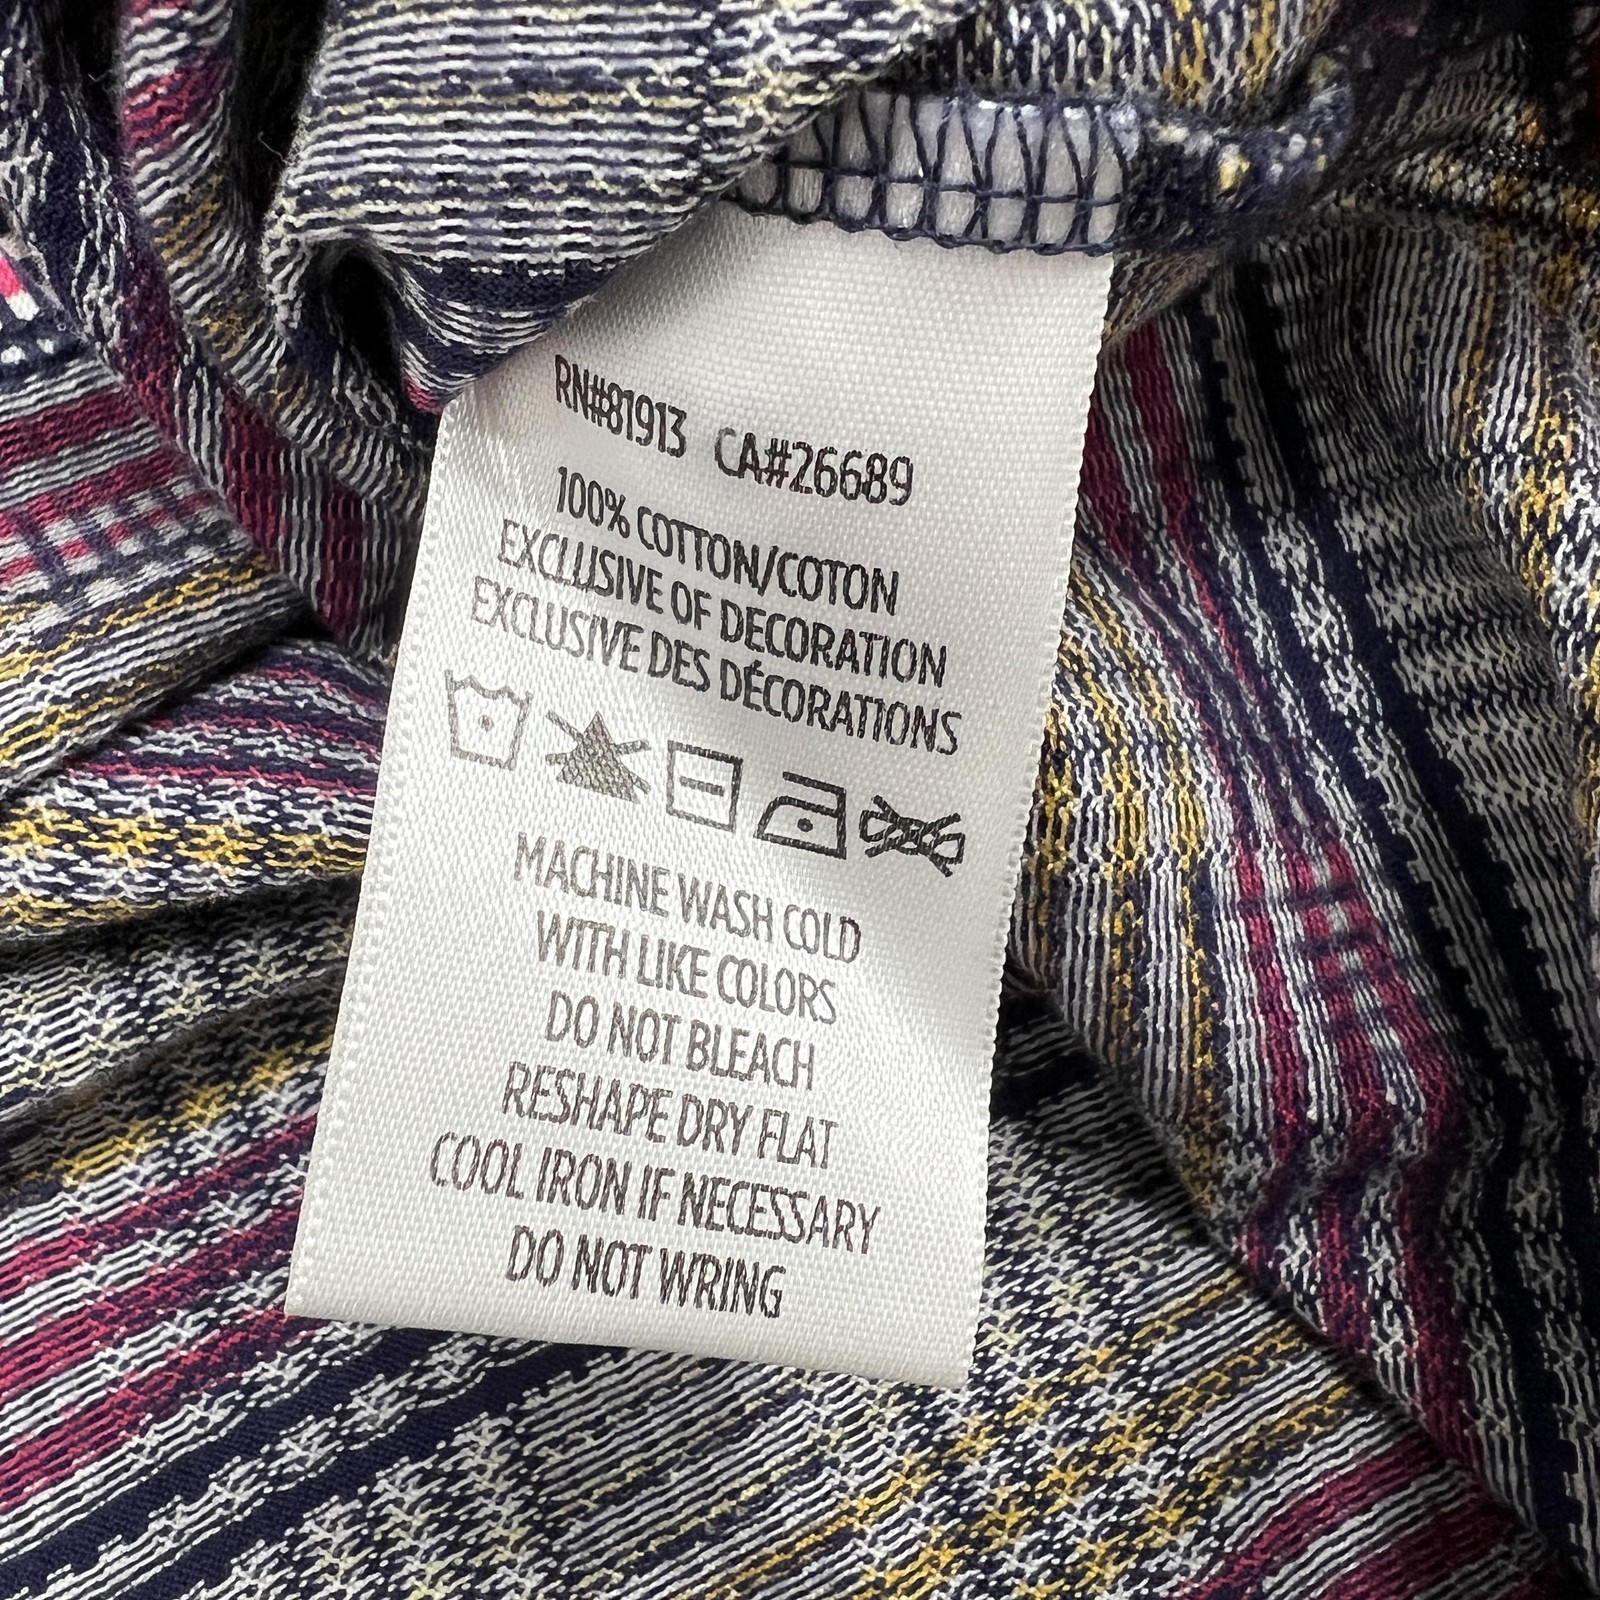 RN#81913 CA#26689
100% COTTON/COTON
EXCLUSIVE OF DECORATION
EXCLUSIVE DES DÉCORATIONS
MACHINE WASH COLD
WITH LIKE COLORS
DO NOT BLEACH
RESHAPE DRY FLAT
COOL IRON IF NECESSARY
DO NOT WRING